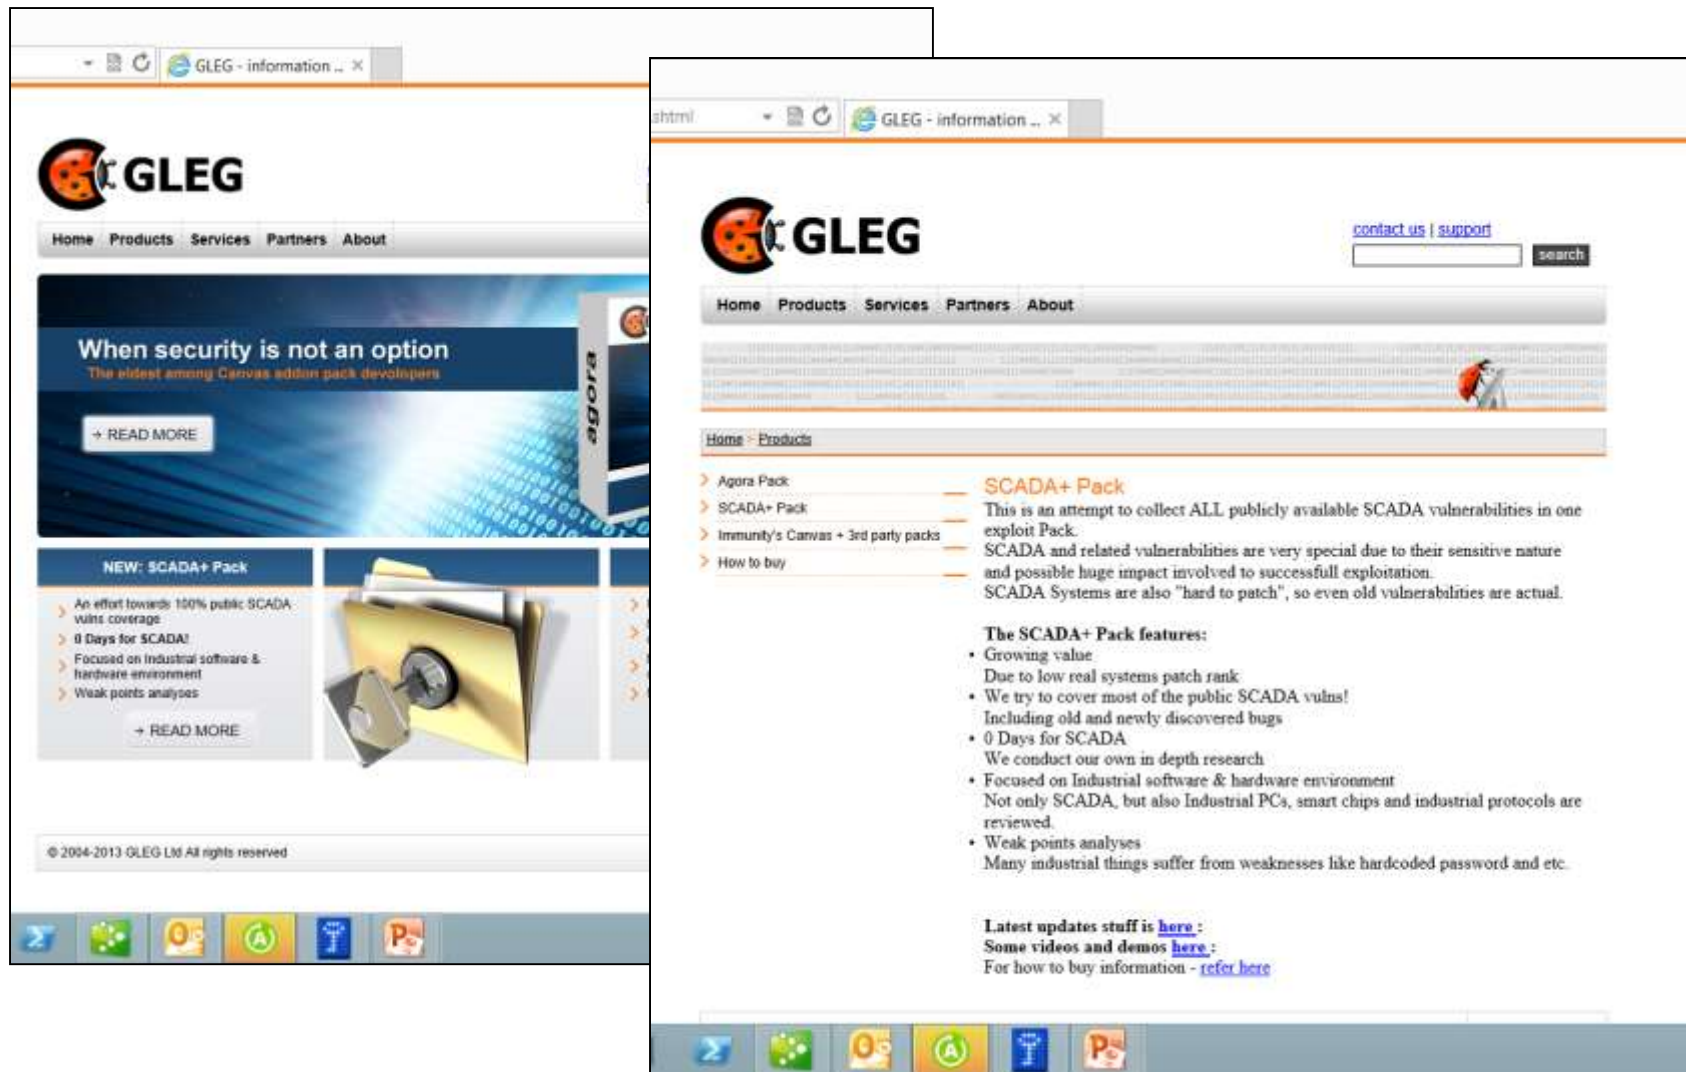 GLEG - information ...
GLEG
Home Products Services Partners About
When security is not an option
The eldest among Canvas addon pack devolopers
→ READ MORE
agora
NEW: SCADA+ Pack
An effort towards 100% public SCADA
vulns coverage
0 Days for SCADA!
Focused on Industrial software &
hardware environment
Weak points analyses
→ READ MORE
© 2004-2013 GLEG Ltd All rights reserved
shtml
GLEG - information ...
GLEG
contact us | support
search
Home Products Services Partners About
Home > Products
Agora Pack
SCADA+ Pack
Immunity's Canvas + 3rd party packs
How to buy
SCADA+ Pack
This is an attempt to collect ALL publicly available SCADA vulnerabilities in one
exploit Pack.
SCADA and related vulnerabilities are very special due to their sensitive nature
and possible huge impact involved to successfull exploitation.
SCADA Systems are also "hard to patch", so even old vulnerabilities are actual.
The SCADA+ Pack features:
• Growing value
Due to low real systems patch rank
• We try to cover most of the public SCADA vulns!
Including old and newly discovered bugs
• 0 Days for SCADA
We conduct our own in depth research
• Focused on Industrial software & hardware environment
Not only SCADA, but also Industrial PCs, smart chips and industrial protocols are
reviewed.
• Weak points analyses
Many industrial things suffer from weaknesses like hardcoded password and etc.
Latest updates stuff is here :
Some videos and demos here :
For how to buy information - refer here